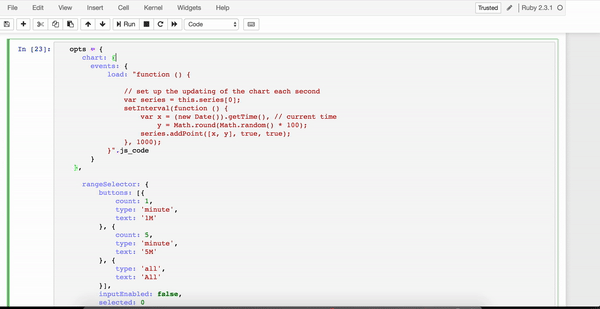 File Edit View Insert Cell Kernel Widgets Help Trusted Ruby 2.3.1
Run Code
In [23]: opts = {
chart: {
events: {
load: "function () {
// set up the updating of the chart each second
var series = this.series[0];
setInterval(function () {
var x = (new Date()).getTime(), // current time
y = Math.round(Math.random() * 100);
series.addPoint([x, y], true, true);
}, 1000);
}".js_code
}
},
rangeSelector: {
buttons: [{
count: 1,
type: 'minute',
text: '1M'
}, {
count: 5,
type: 'minute',
text: '5M'
}, {
type: 'all',
text: 'All'
}],
inputEnabled: false,
selected: 0